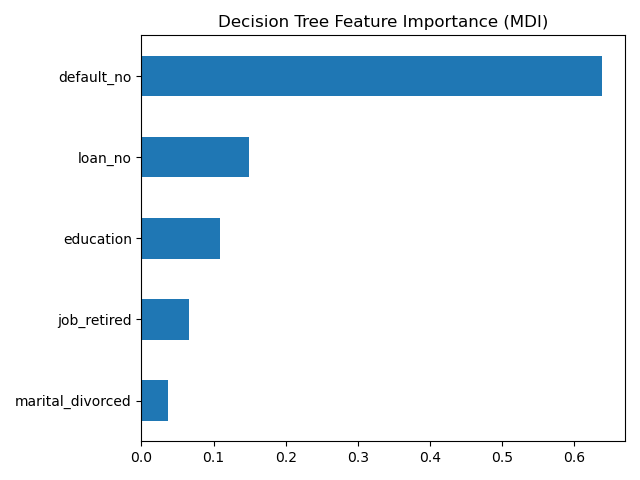 Decision Tree Feature Importance (MDI)
default_no
loan_no
education
job_retired
marital_divorced
0.0 0.1 0.2 0.3 0.4 0.5 0.6